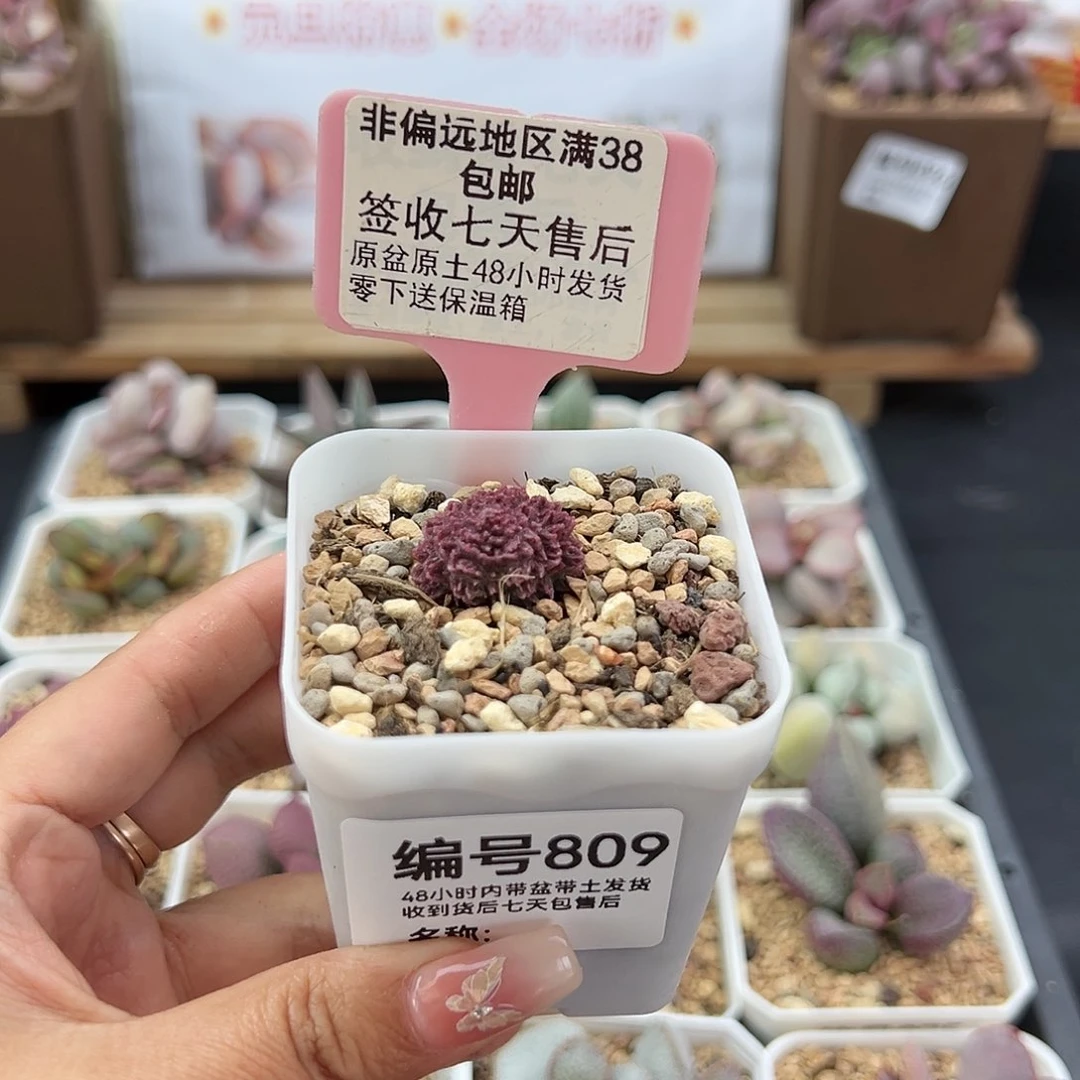 非偏远地区满38
包邮
签收七天售后
原盆原土48小时发货
零下送保温箱
编号809
48小时内带盆带土发货
收到货后七天包售后
名称: